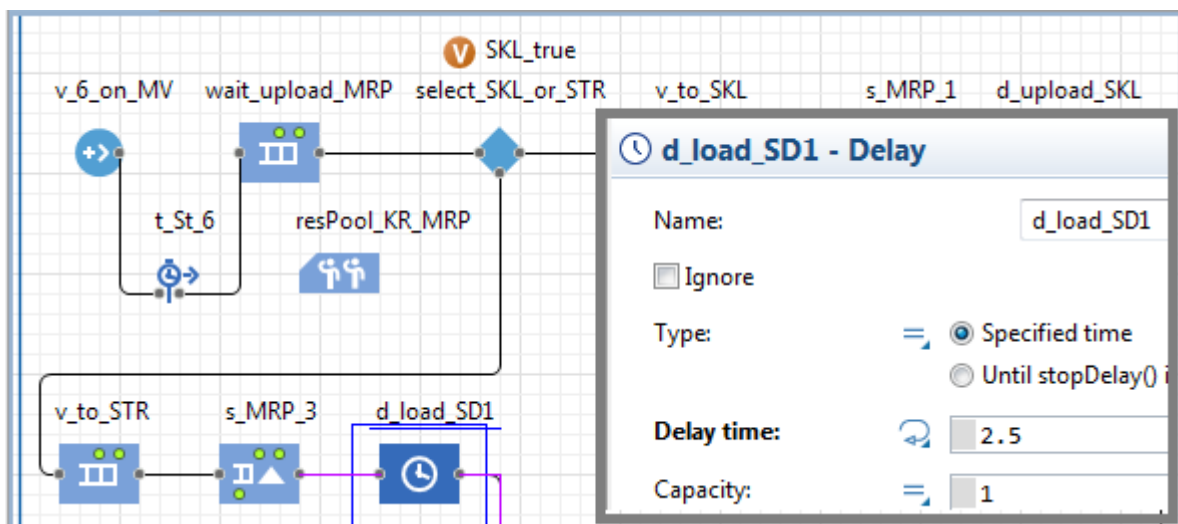 V SKL_true
v_6_on_MV wait_upload_MRP select_SKL_or_STR v_to_SKL s_MRP_1 d_upload_SKL
t_St_6 resPool_KR_MRP
v_to_STR s_MRP_3 d_load_SD1
d_load_SD1 - Delay
Name: d_load_SD1
Ignore
Type: Specified time
Until stopDelay() i
Delay time: 2.5
Capacity: 1